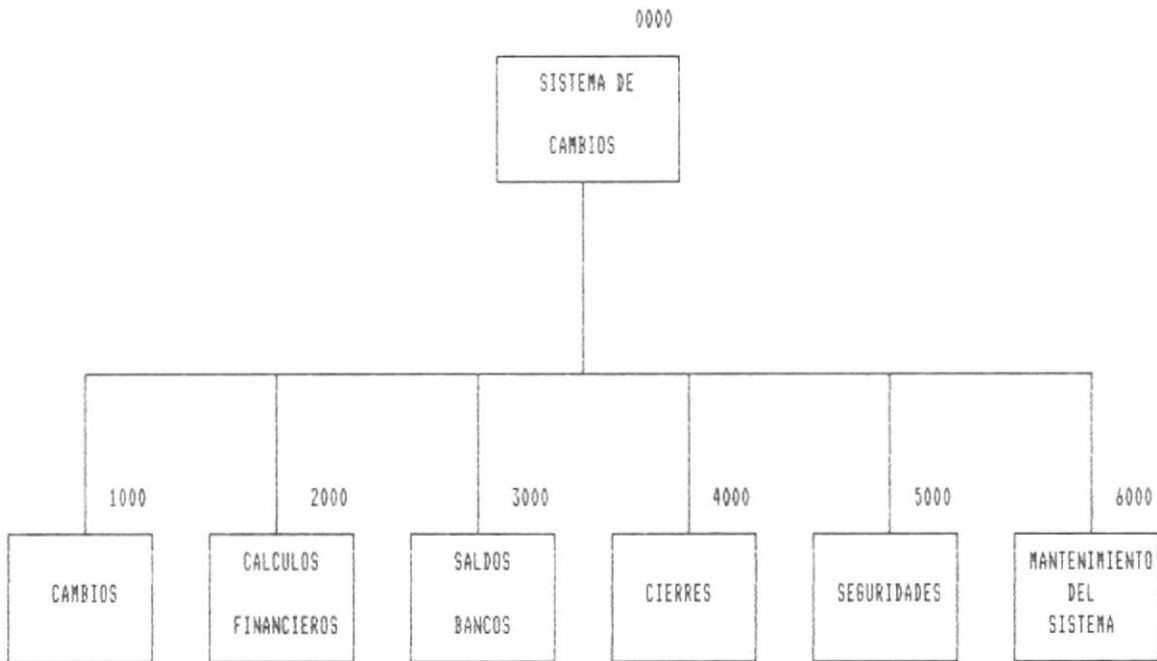 0000
SISTEMA DE
CAMBIOS
1000
2000
3000
4000
5000
6000
CAMBIOS
CALCULOS
FINANCIEROS
SALDOS
BANCOS
CIERRES
SEGURIDADES
MANTENIMIENTO
DEL
SISTEMA